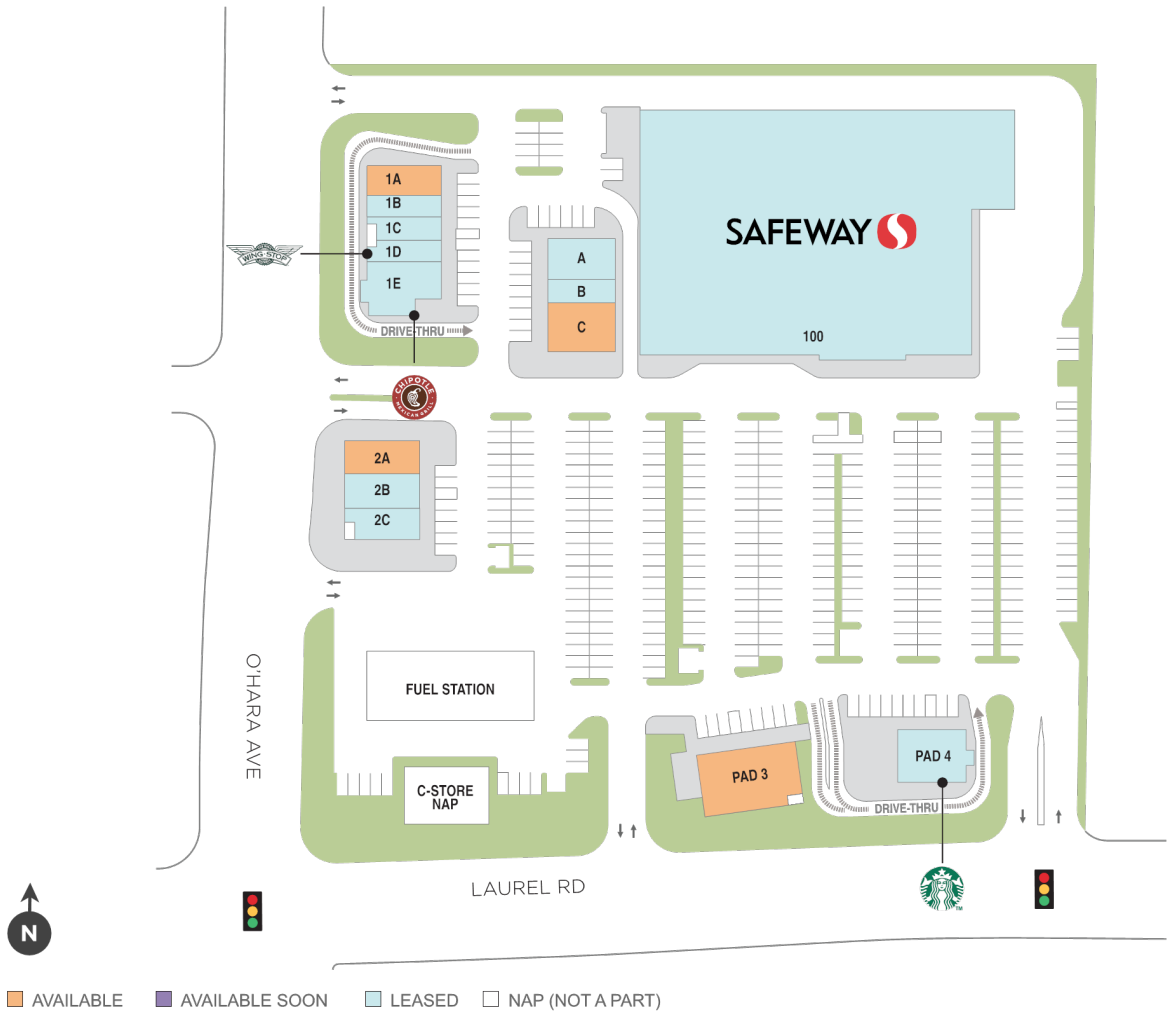 1A
1B
1C
1D
1E
WING·STOP
DRIVE-THRU
CHIPOTLE
MEXICAN GRILL
A
B
C
SAFEWAY
100
2A
2B
2C
FUEL STATION
C-STORE
NAP
PAD 3
PAD 4
DRIVE-THRU
O'HARA AVE
LAUREL RD
TM
N
AVAILABLE
AVAILABLE SOON
LEASED
NAP (NOT A PART)